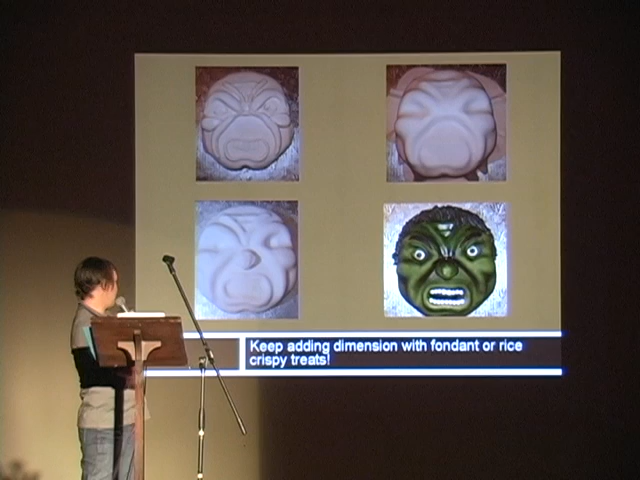 Keep adding dimension with fondant or rice
crispy treats!